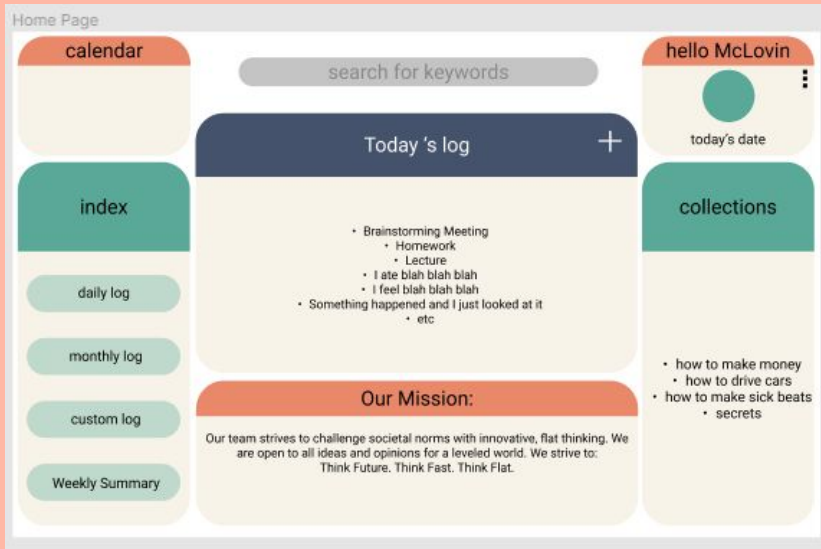 Home Page
calendar
search for keywords
hello McLovin
today's date
Today 's log
+
index
daily log
monthly log
custom log
Weekly Summary
• Brainstorming Meeting
• Homework
• Lecture
• I ate blah blah blah
• I feel blah blah blah
• Something happened and I just looked at it
• etc
Our Mission:
Our team strives to challenge societal norms with innovative, flat thinking. We
are open to all ideas and opinions for a leveled world. We strive to:
Think Future. Think Fast. Think Flat.
collections
• how to make money
• how to drive cars
• how to make sick beats
• secrets